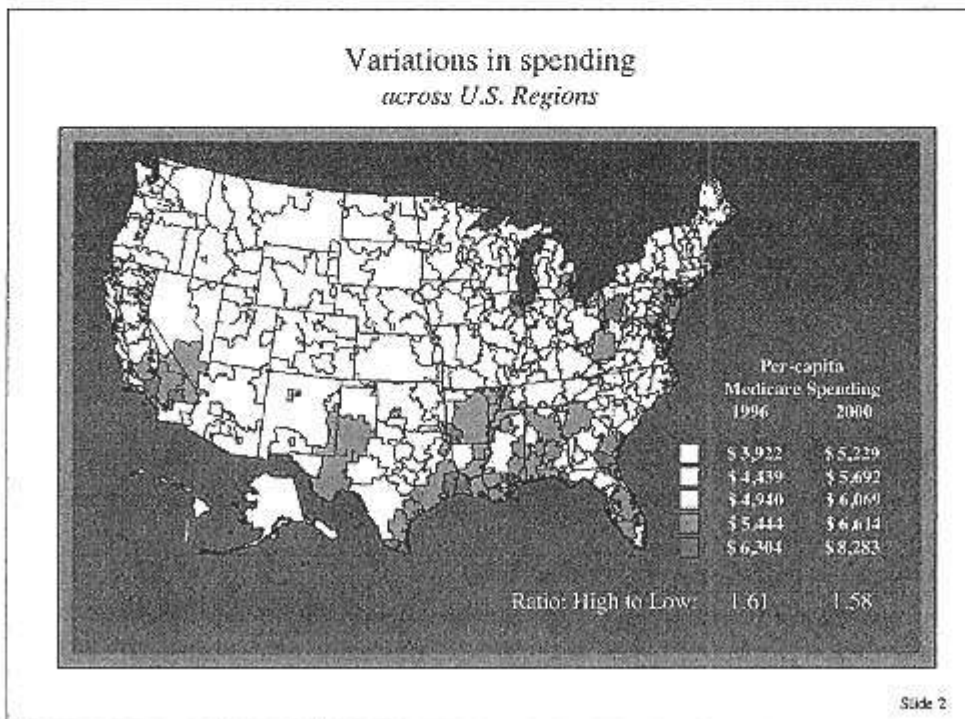 Variations in spending
across U.S. Regions
Per-capita
Medicare Spending
1996 2000
$ 3,922 $ 5,229
$ 4,439 $ 5,692
$ 4,940 $ 6,069
$ 5,444 $ 6,614
$ 6,304 $ 8,283
Ratio: High to Low: 1.61 1.58
Slide 2